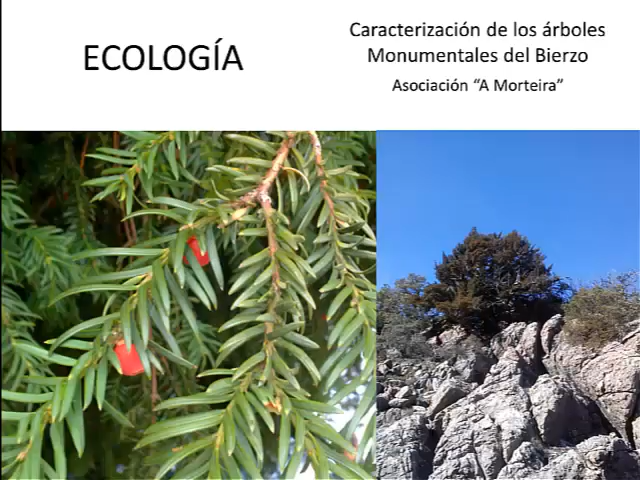 ECOLOGÍA
Caracterización de los árboles
Monumentales del Bierzo
Asociación “A Morteira”